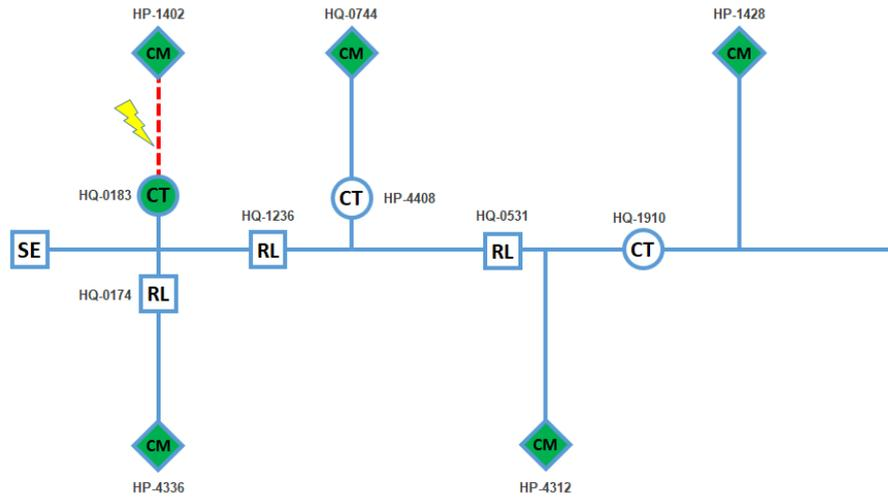 HP-1402
HQ-0744
HP-1428
CM
CM
CM
HQ-0183
CT
CT
HP-4408
HQ-1236
HQ-0531
HQ-1910
SE
RL
RL
CT
HQ-0174
RL
CM
CM
HP-4336
HP-4312